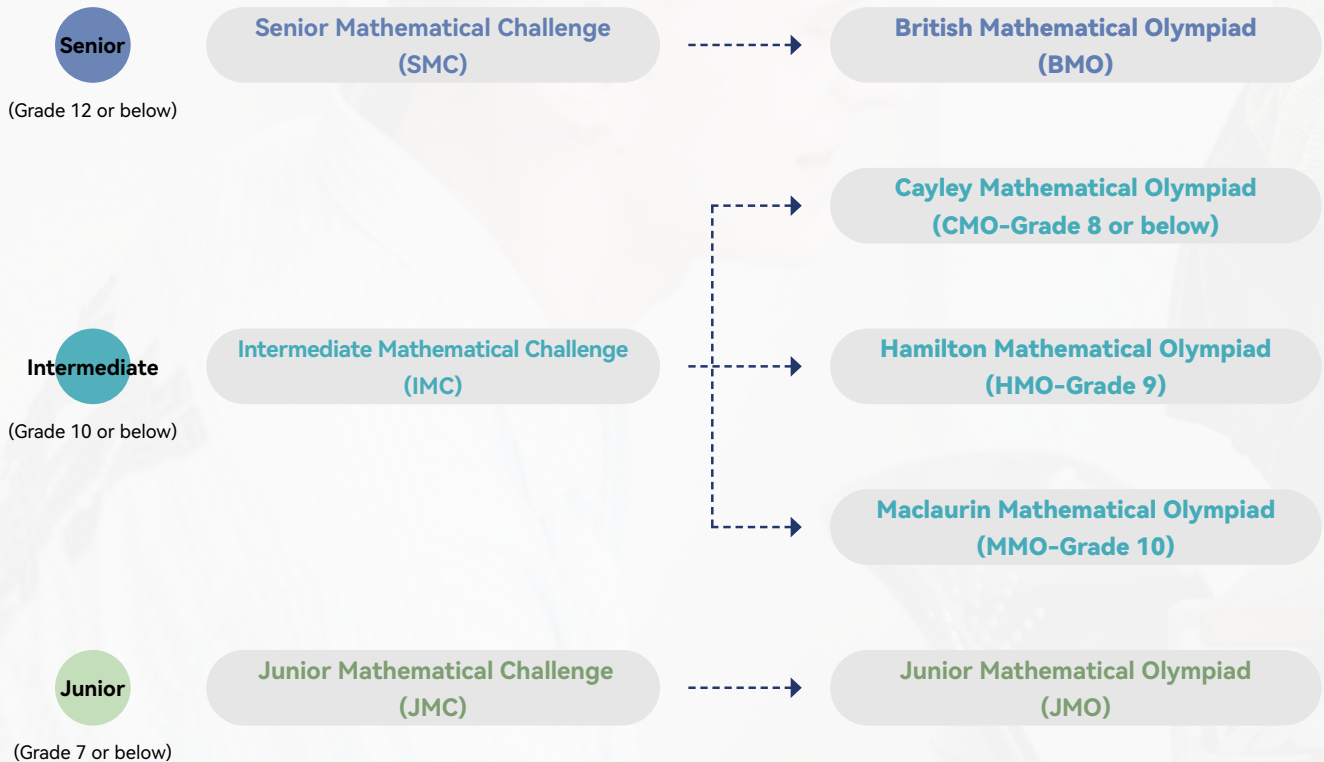 Senior
(Grade 12 or below)
Senior Mathematical Challenge
(SMC)
British Mathematical Olympiad
(BMO)
Intermediate
(Grade 10 or below)
Intermediate Mathematical Challenge
(IMC)
Cayley Mathematical Olympiad
(CMO-Grade 8 or below)
Hamilton Mathematical Olympiad
(HMO-Grade 9)
Maclaurin Mathematical Olympiad
(MMO-Grade 10)
Junior
(Grade 7 or below)
Junior Mathematical Challenge
(JMC)
Junior Mathematical Olympiad
(JMO)